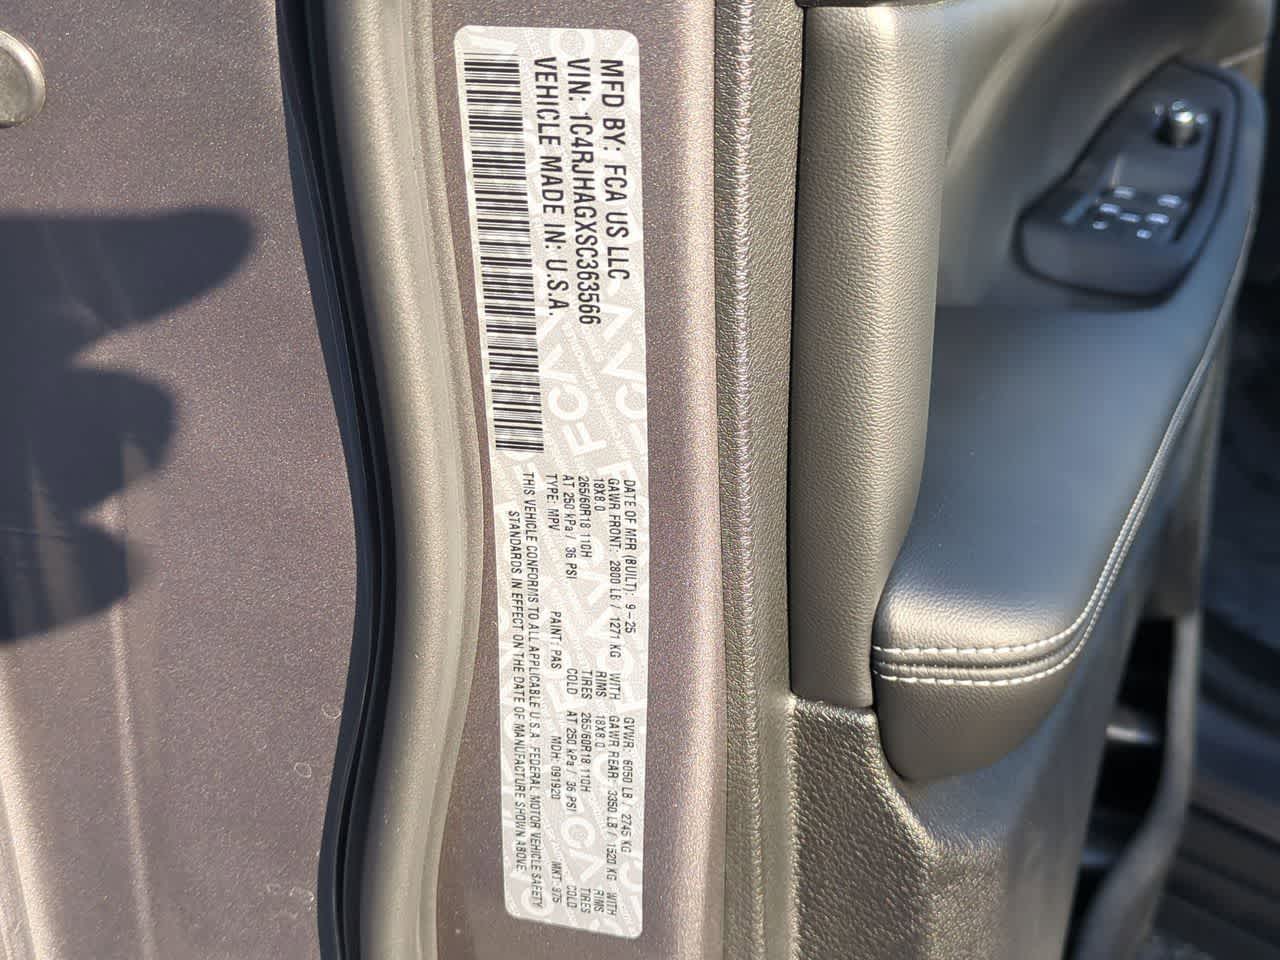 MFD BY: FCA US LLC
VIN: 1C4RJHAGXSC363566
VEHICLE MADE IN: U.S.A.
DATE OF MFR (BUILT): 9-25 GVWR: 6050 LB / 2745 KG
GAWR FRONT: 2800 LB / 1271 KG WITH GAWR REAR: 3350 LB / 1520 KG WITH
18X8.0 RIMS 18X8.0 RIMS
265/60R18 110H TIRES 265/60R18 110H TIRES
AT 250 kPa / 36 PSI COLD AT 250 kPa / 36 PSI COLD
TYPE: MPV PAINT: PAS MDH: 091920 MKT: 975
THIS VEHICLE CONFORMS TO ALL APPLICABLE U.S.A. FEDERAL MOTOR VEHICLE SAFETY
STANDARDS IN EFFECT ON THE DATE OF MANUFACTURE SHOWN ABOVE.